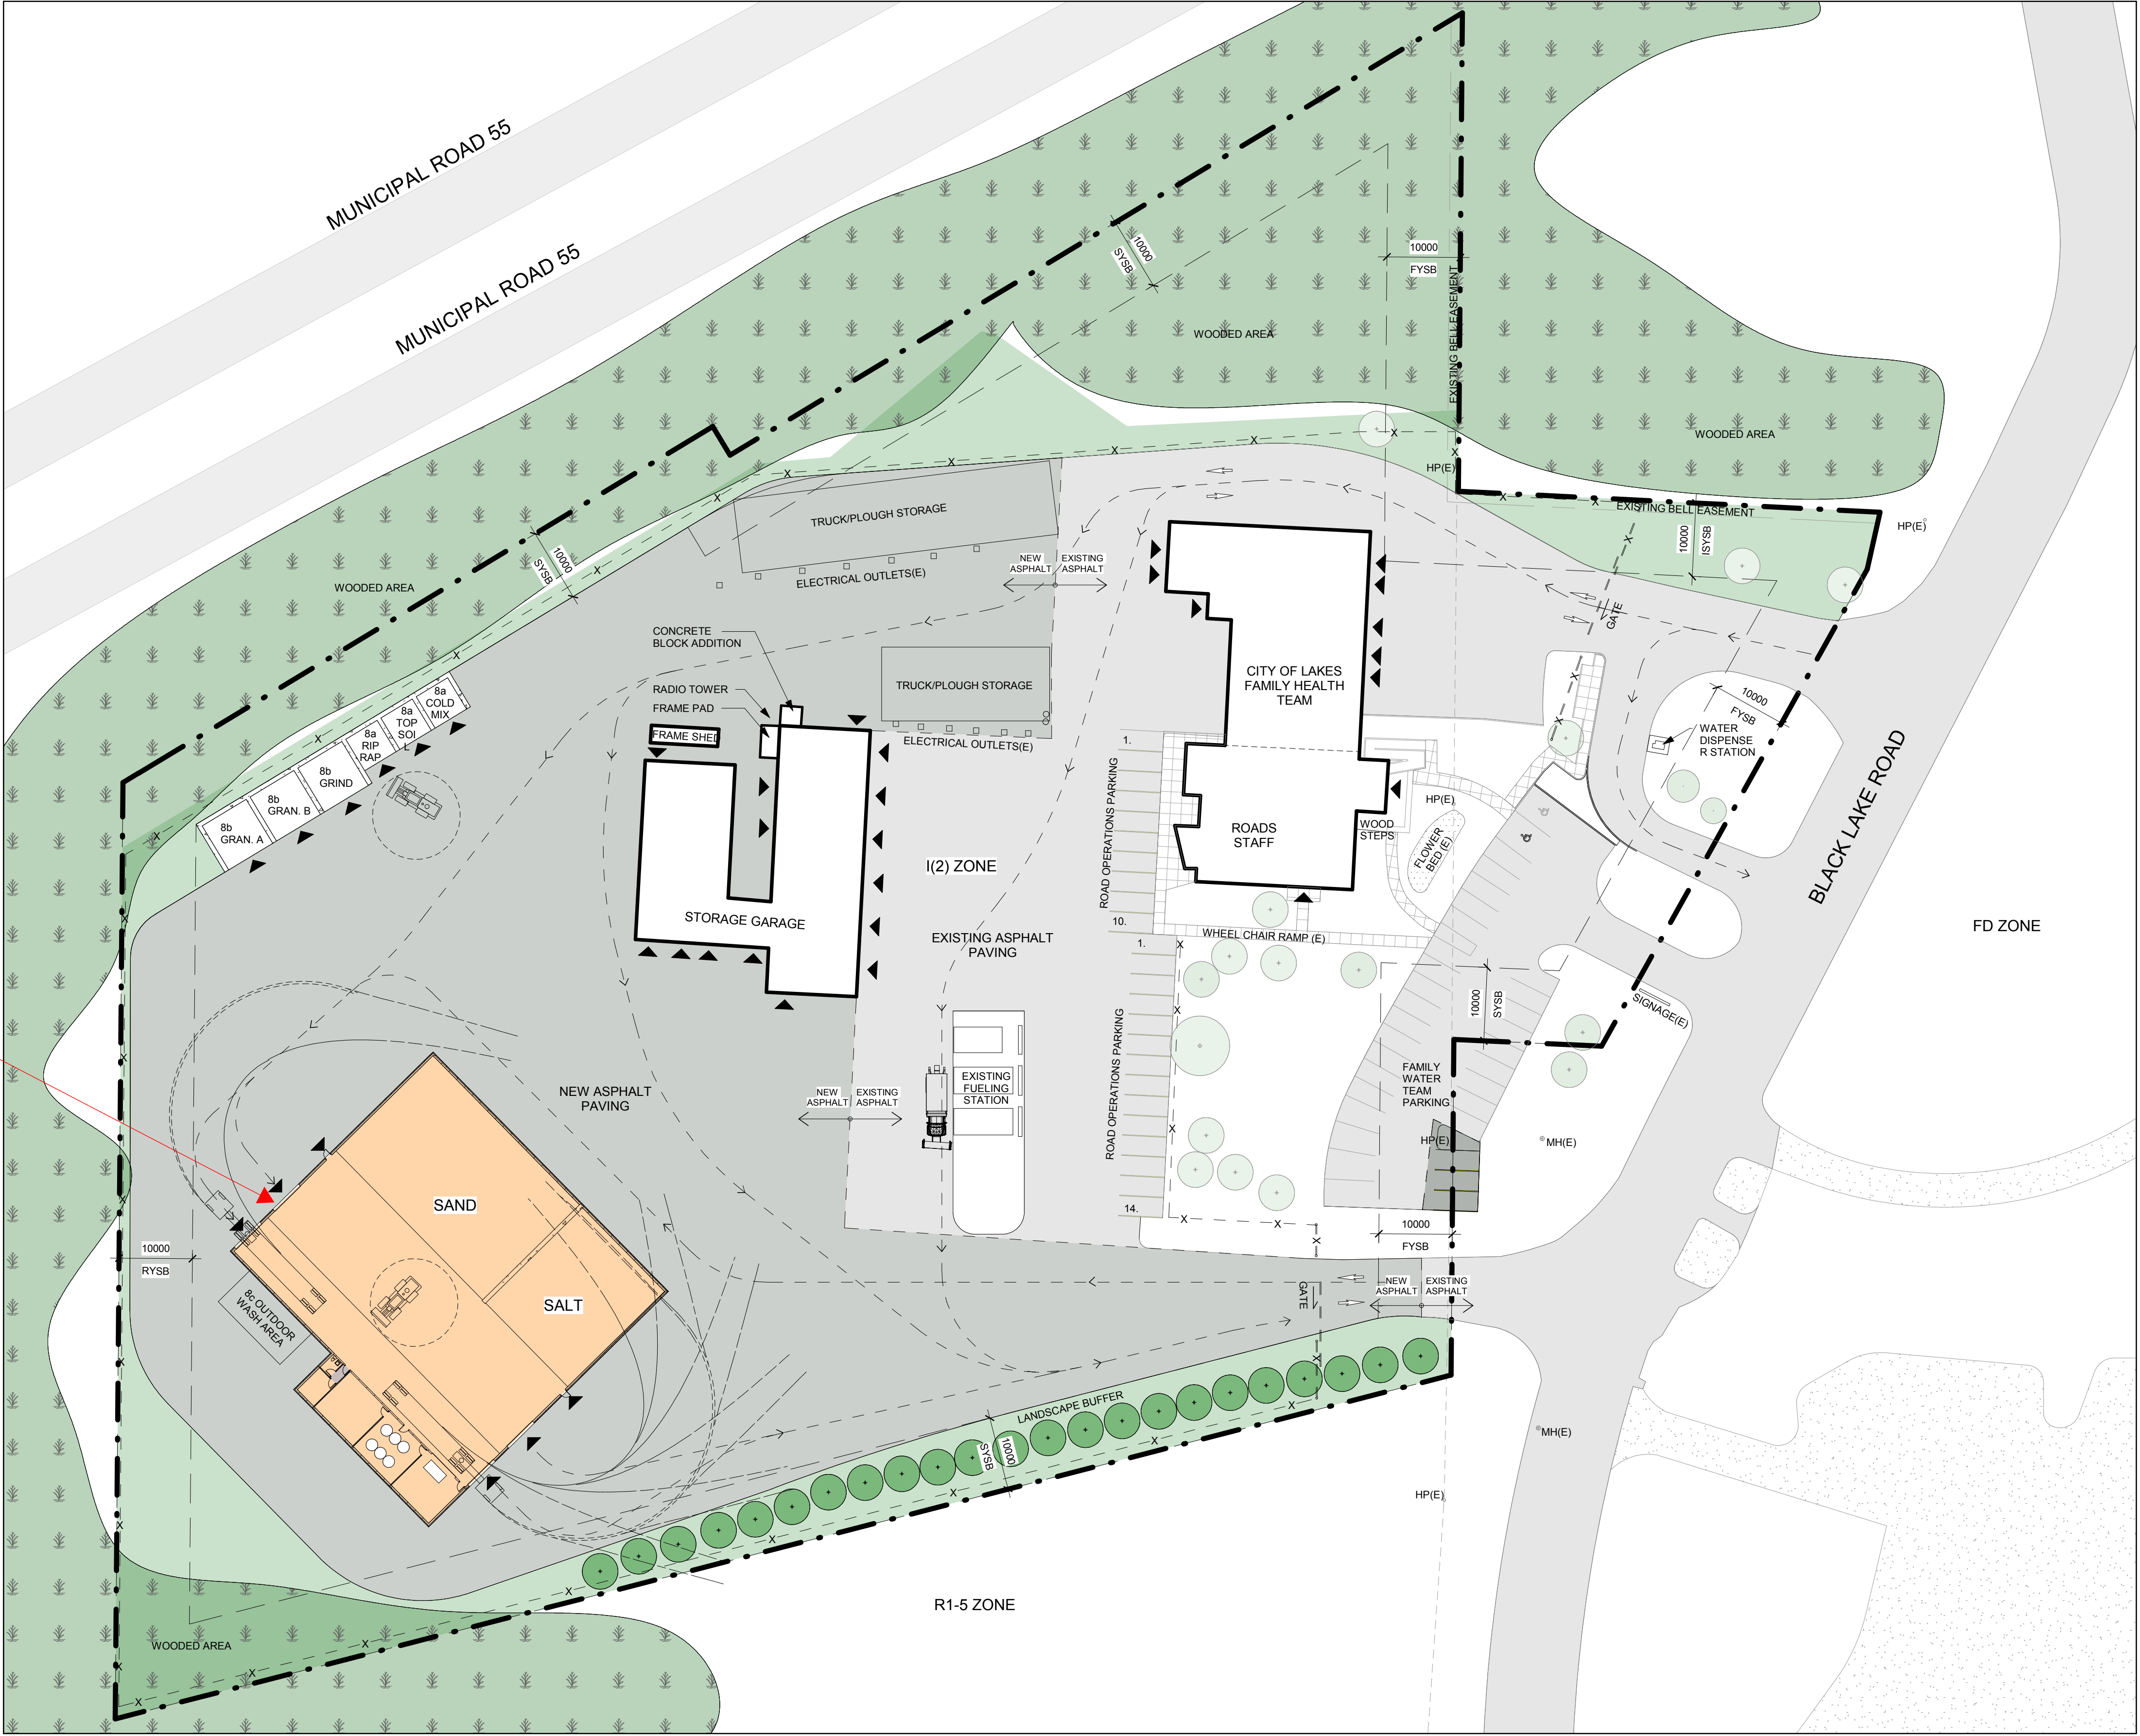 MUNICIPAL ROAD 55
MUNICIPAL ROAD 55
10000
SYSB
10000
FYSB
EXISTING BELL EASEMENT
WOODED AREA
WOODED AREA
HP(E)
EXISTING BELL EASEMENT
HP(E)
10000
ISYSB
TRUCK/PLOUGH STORAGE
ELECTRICAL OUTLETS(E)
NEW
ASPHALT
EXISTING
ASPHALT
10000
SYSB
WOODED AREA
GATE
CONCRETE
BLOCK ADDITION
RADIO TOWER
FRAME PAD
FRAME SHED
TRUCK/PLOUGH STORAGE
ELECTRICAL OUTLETS(E)
CITY OF LAKES
FAMILY HEALTH
TEAM
10000
FYSB
WATER
DISPENSE
R STATION
8a
COLD
MIX
8a
TOP
SOI
L
8a
RIP
RAP
8b
GRIND
8b
GRAN. B
8b
GRAN. A
BLACK LAKE ROAD
1.
ROAD OPERATIONS PARKING
10.
HP(E)
ROADS
STAFF
WOOD
STEPS
FLOWER
BED (E)
I(2) ZONE
STORAGE GARAGE
EXISTING ASPHALT
PAVING
WHEEL CHAIR RAMP (E)
FD ZONE
1.
ROAD OPERATIONS PARKING
14.
10000
SYSB
SIGNAGE(E)
EXISTING
FUELING
STATION
NEW
ASPHALT
EXISTING
ASPHALT
NEW ASPHALT
PAVING
FAMILY
WATER
TEAM
PARKING
HP(E)
MH(E)
SAND
SALT
10000
RYSB
8c OUTDOOR
WASH AREA
10000
FYSB
GATE
NEW
ASPHALT
EXISTING
ASPHALT
LANDSCAPE BUFFER
10000
SYSB
MH(E)
HP(E)
R1-5 ZONE
WOODED AREA